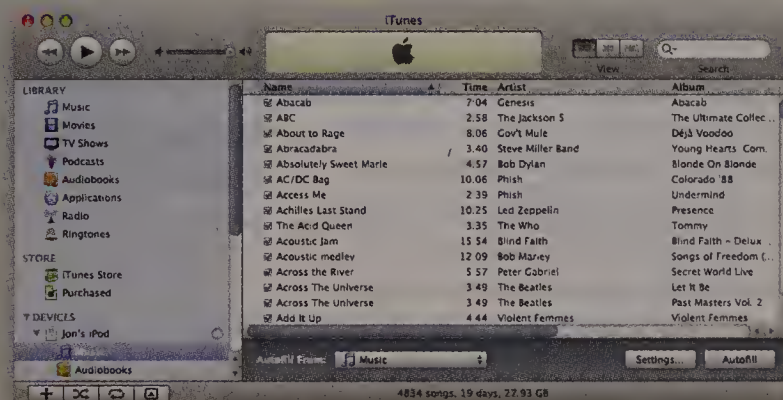 iTunes
View
Search
LIBRARY
Music
Movies
TV Shows
Podcasts
Audiobooks
Applications
Radio
Ringtones
STORE
iTunes Store
Purchased
DEVICES
Jon's iPod
Audiobooks
Name Time Artist Album
Abacab 7:04 Genesis Abacab
ABC 2:58 The Jackson 5 The Ultimate Collec...
About to Rage 8:06 Gov't Mule Déjà Voodoo
Abracadabra 3:40 Steve Miller Band Young Hearts Com...
Absolutely Sweet Marie 4:57 Bob Dylan Blonde On Blonde
AC/DC Bag 10:06 Phish Colorado '88
Access Me 2:39 Phish Undermind
Achilles Last Stand 10:25 Led Zeppelin Presence
The Acid Queen 3:35 The Who Tommy
Acoustic Jam 15:54 Blind Faith Blind Faith - Delux...
Acoustic medley 12:09 Bob Marley Songs of Freedom (...
Across the River 5:57 Peter Gabriel Secret World Live
Across The Universe 3:49 The Beatles Let It Be
Across The Universe 3:49 The Beatles Past Masters Vol. 2
Add It Up 4:44 Violent Femmes Violent Femmes
Autofill From: Music Settings... Autofill
4834 songs, 19 days, 27.93 GB